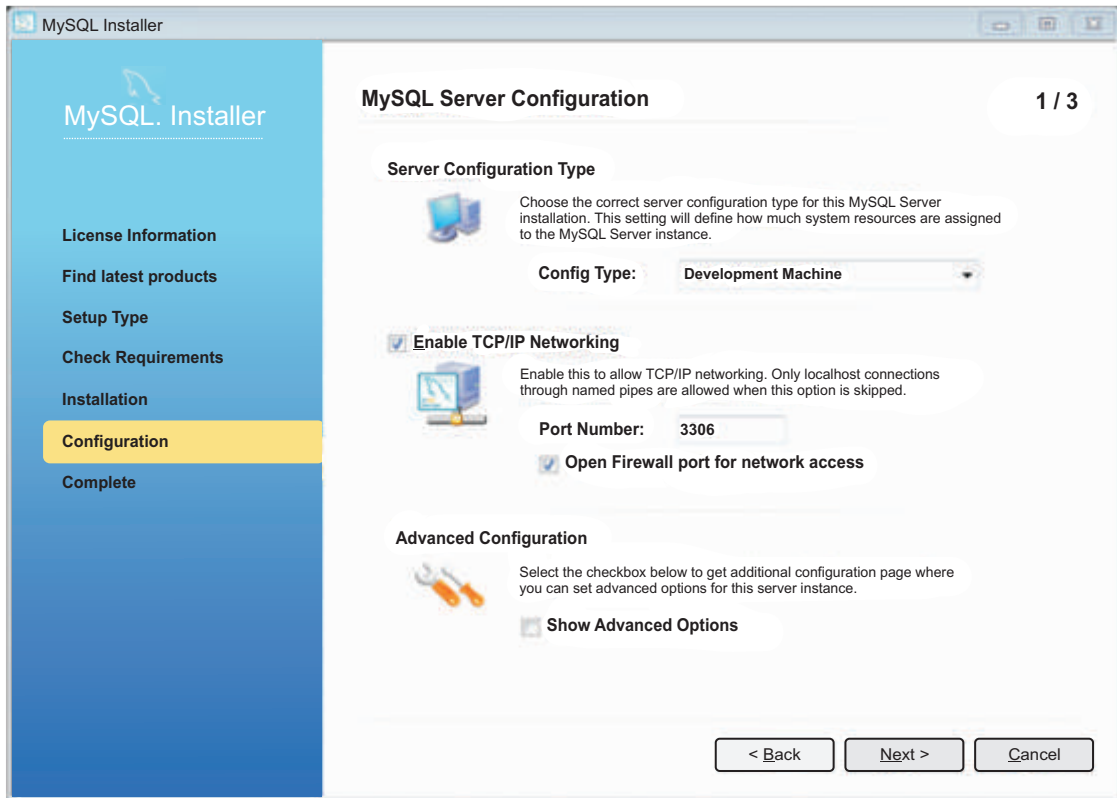 MySQL Installer
MySQL. Installer
License Information
Find latest products
Setup Type
Check Requirements
Installation
Configuration
Complete
MySQL Server Configuration
1 / 3
Server Configuration Type
Choose the correct server configuration type for this MySQL Server
installation. This setting will define how much system resources are assigned
to the MySQL Server instance.
Config Type: Development Machine
Enable TCP/IP Networking
Enable this to allow TCP/IP networking. Only localhost connections
through named pipes are allowed when this option is skipped.
Port Number: 3306
Open Firewall port for network access
Advanced Configuration
Select the checkbox below to get additional configuration page where
you can set advanced options for this server instance.
Show Advanced Options
< Back Next > Cancel